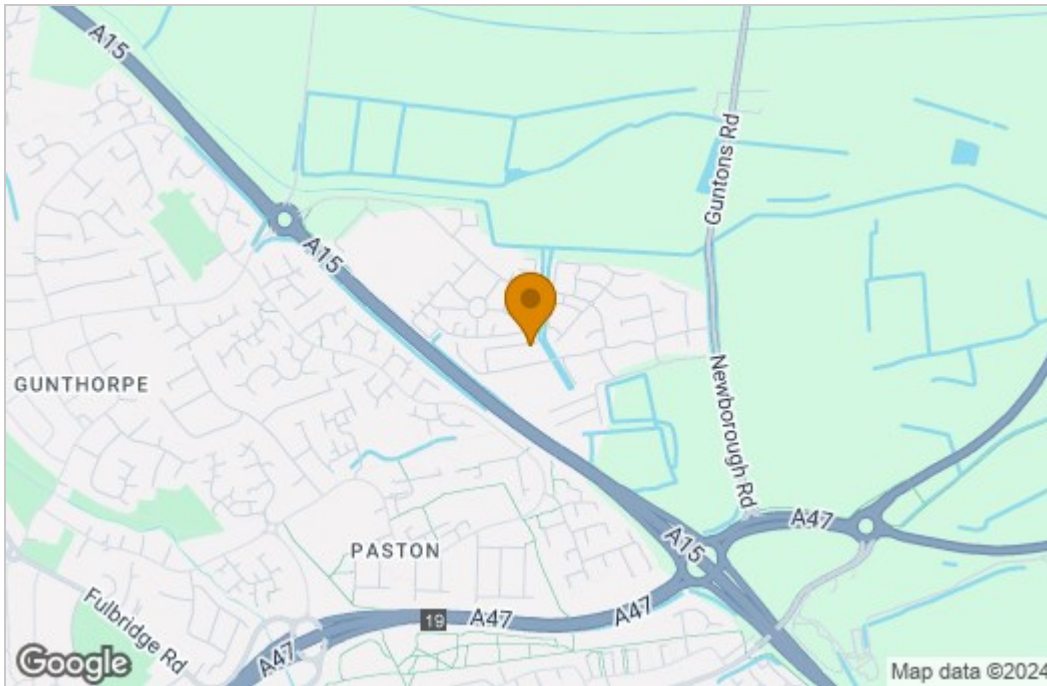 A15
Guntons Rd
A15
GUNTHORPE
Newborough Rd
A47
A15
PASTON
Fulbridge Rd
19
A47
A47
A47
Google
Map data ©2024